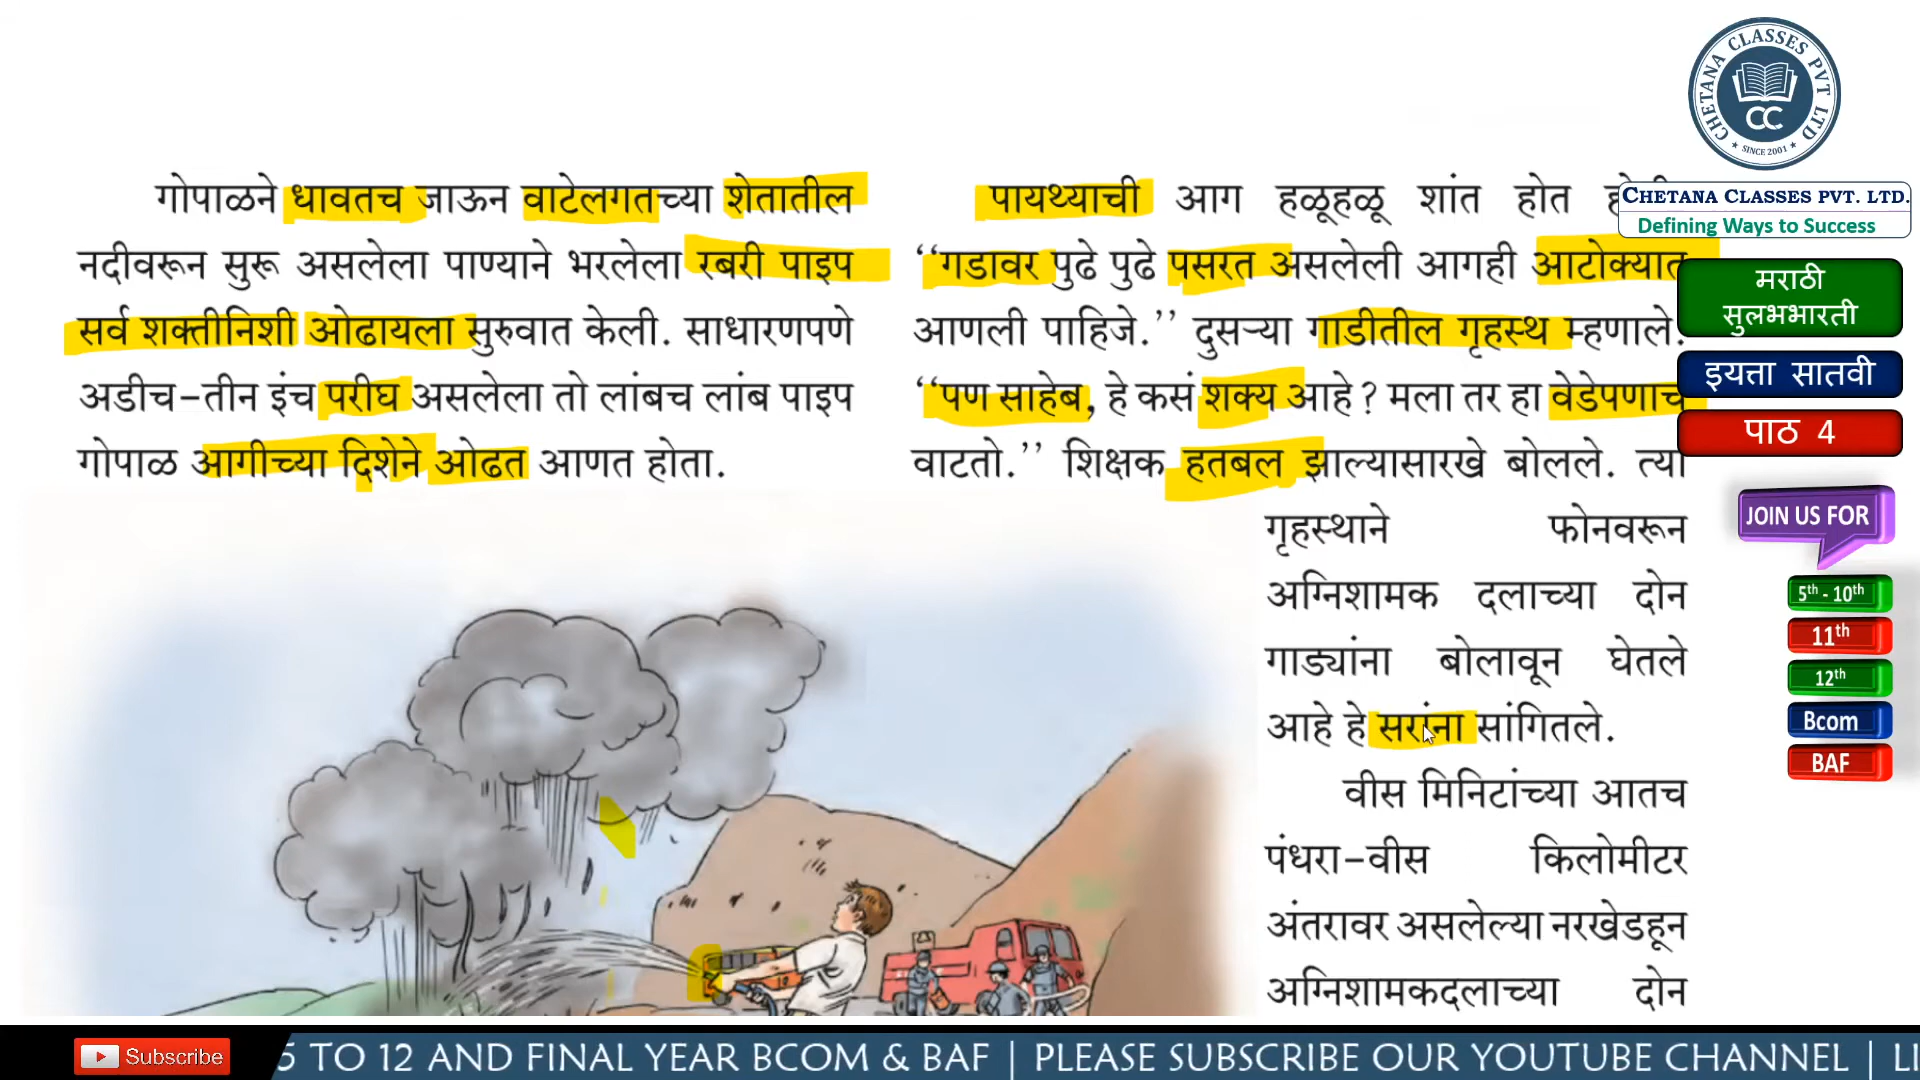 गोपाळने धावतच जाऊन वाटेलगतच्या शेतातील
नदीवरून सुरू असलेला पाण्याने भरलेला रबरी पाइप
सर्व शक्तीनिशी ओढायला सुरुवात केली. साधारणपणे
अडीच-तीन इंच परीघ असलेला तो लांबच लांब पाइप
गोपाळ आगीच्या दिशेने ओढत आणत होता.
पायथ्याची आग हळूहळू शांत होत
‘‘गडावर पुढे पुढे पसरत असलेली आगही आटोक्यात
आणली पाहिजे.’’ दुसऱ्या गाडीतील गृहस्थ म्हणाले.
‘‘पण साहेब, हे कसं शक्य आहे? मला तर हा वेडेपणाच
वाटतो.’’ शिक्षक हतबल झाल्यासारखे बोलले. त्या
गृहस्थाने फोनवरून
अग्निशामक दलाच्या दोन
गाड्यांना बोलावून घेतले
आहे हे सरांना सांगितले.
वीस मिनिटांच्या आतच
पंधरा-वीस किलोमीटर
अंतरावर असलेल्या नरखेडहून
अग्निशामकदलाच्या दोन
CHETANA CLASSES PVT LTD
CC
SINCE 2001
CHETANA CLASSES PVT. LTD.
Defining Ways to Success
मराठी
सुलभभारती
इयत्ता सातवी
पाठ 4
JOIN US FOR
5th - 10th
11th
12th
Bcom
BAF
Subscribe
5 TO 12 AND FINAL YEAR BCOM & BAF | PLEASE SUBSCRIBE OUR YOUTUBE CHANNEL | LI